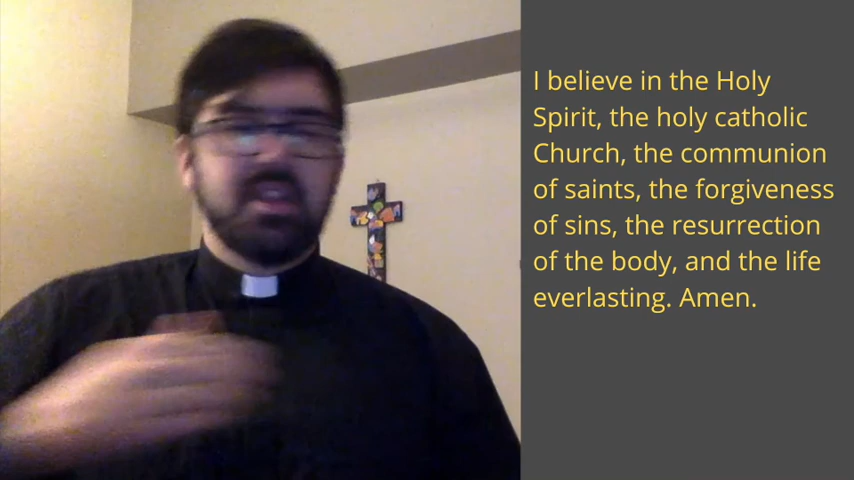 I believe in the Holy
Spirit, the holy catholic
Church, the communion
of saints, the forgiveness
of sins, the resurrection
of the body, and the life
everlasting. Amen.